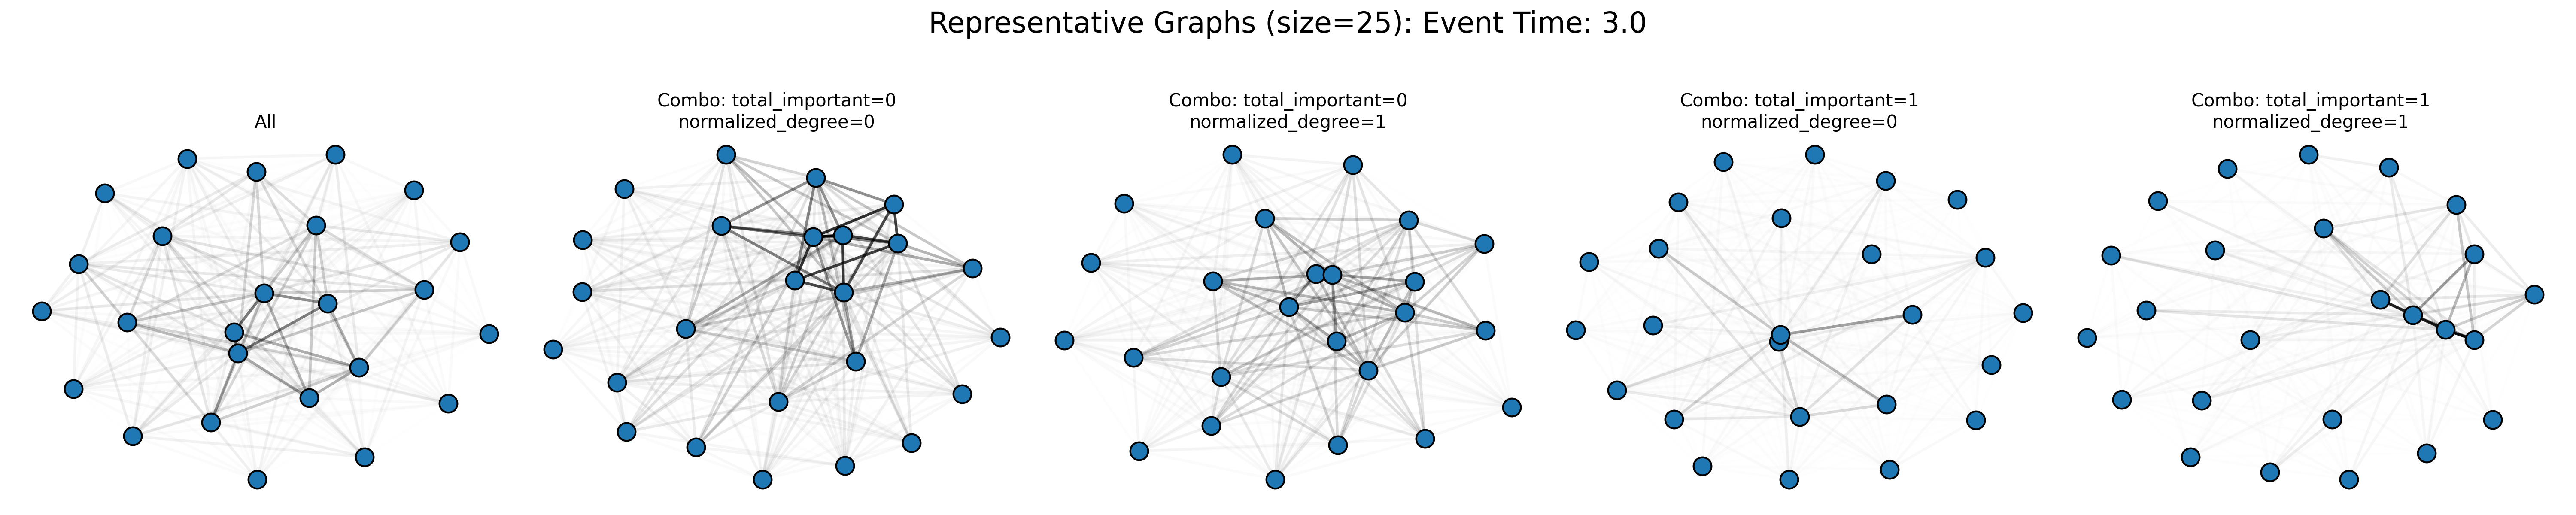 Representative Graphs (size=25): Event Time: 3.0
All
Combo: total_important=0
normalized_degree=0
Combo: total_important=0
normalized_degree=1
Combo: total_important=1
normalized_degree=0
Combo: total_important=1
normalized_degree=1